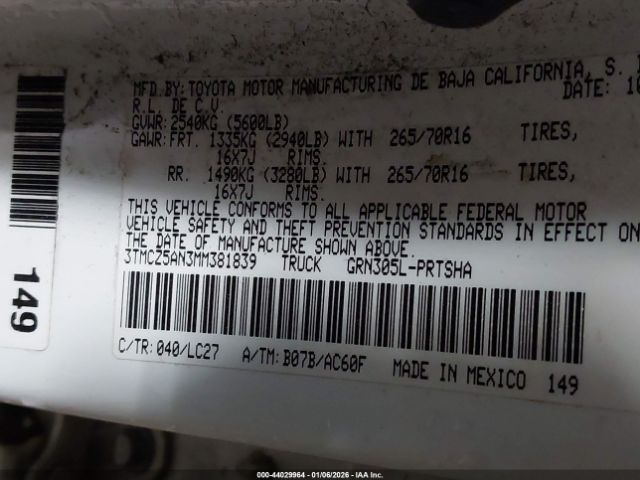 MFD.BY: TOYOTA MOTOR MANUFACTURING DE BAJA CALIFORNIA, S.
R.L. DE C.V. DATE: 10
GVWR: 2540KG (5600LB)
GAWR: FRT. 1335KG (2940LB) WITH 265/70R16 TIRES,
16X7J RIMS.
RR. 1490KG (3280LB) WITH 265/70R16 TIRES,
16X7J RIMS.
THIS VEHICLE CONFORMS TO ALL APPLICABLE FEDERAL MOTOR
VEHICLE SAFETY AND THEFT PREVENTION STANDARDS IN EFFECT ON
THE DATE OF MANUFACTURE SHOWN ABOVE.
3TMCZ5AN3MM381839 TRUCK GRN305L-PRTSHA
C/TR: 040/LC27 A/TM: B07B/AC60F MADE IN MEXICO 149
149
000-44029964 - 01/06/2026 - IAA Inc.